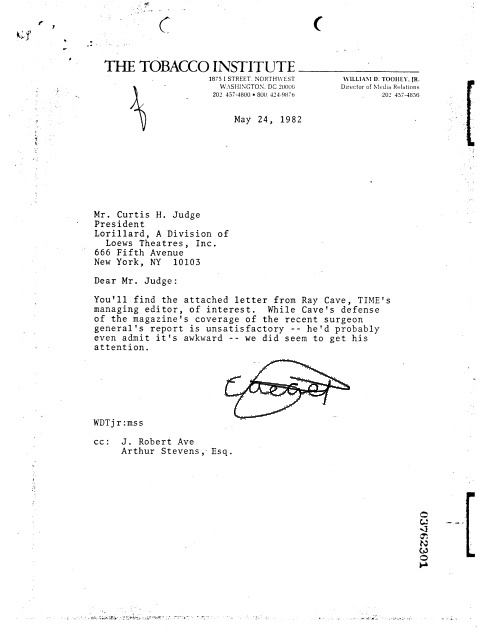 THE TOBACCO INSTITUTE
1875 I STREET, NORTHWEST
WASHINGTON, DC 20006
202 457-4800 • 800 424-9876
WILLIAM D. TOOHEY, JR.
Director of Media Relations
202 457-4856
May 24, 1982
Mr. Curtis H. Judge
President
Lorillard, A Division of
Loews Theatres, Inc.
666 Fifth Avenue
New York, NY 10103
Dear Mr. Judge:
You'll find the attached letter from Ray Cave, TIME's
managing editor, of interest. While Cave's defense
of the magazine's coverage of the recent surgeon
general's report is unsatisfactory -- he'd probably
even admit it's awkward -- we did seem to get his
attention.
WDTjr:mss
cc: J. Robert Ave
Arthur Stevens, Esq.
03762301